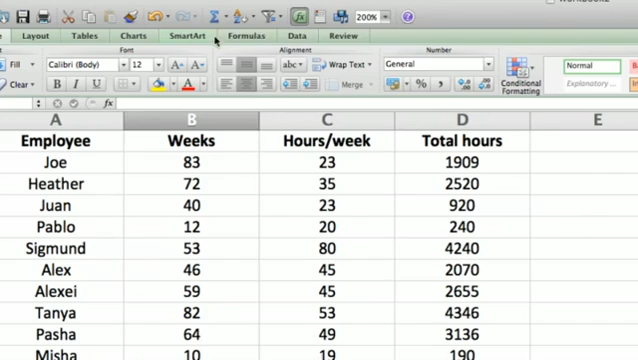 200%
Layout Tables Charts SmartArt Formulas Data Review
Font Alignment Number
Fill Calibri (Body) 12 A A abc Wrap Text General Normal
Clear B I U A Merge % Conditional Formatting Explanatory ...
fx
A B C D E
Employee Weeks Hours/week Total hours
Joe 83 23 1909
Heather 72 35 2520
Juan 40 23 920
Pablo 12 20 240
Sigmund 53 80 4240
Alex 46 45 2070
Alexei 59 45 2655
Tanya 82 53 4346
Pasha 64 49 3136
Misha 10 19 190